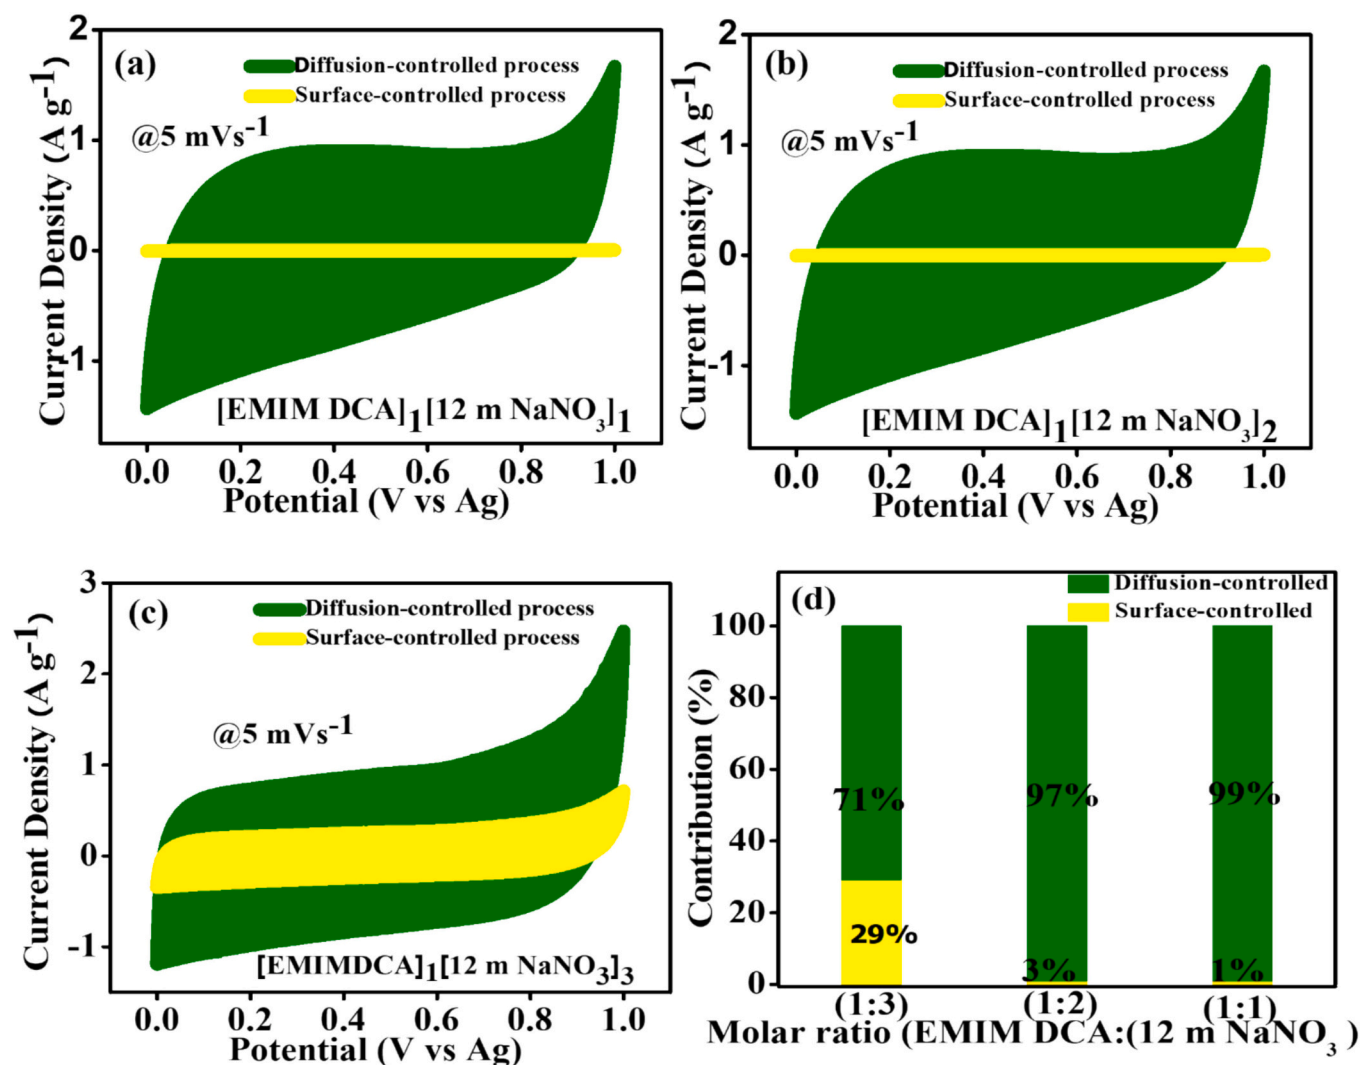 (a)
Diffusion-controlled process
Surface-controlled process
@5 mVs-1
[EMIM DCA]1[12 m NaNO3]1
Current Density (A g-1)
2
1
0
-1
0.0 0.2 0.4 0.6 0.8 1.0
Potential (V vs Ag)
(b)
Diffusion-controlled process
Surface-controlled process
@5 mVs-1
[EMIM DCA]1[12 m NaNO3]2
Current Density (A g-1)
2
1
0
-1
0.0 0.2 0.4 0.6 0.8 1.0
Potential (V vs Ag)
(c)
Diffusion-controlled process
Surface-controlled process
@5 mVs-1
[EMIMDCA]1[12 m NaNO3]3
Current Density (A g-1)
3
2
1
0
-1
0.0 0.2 0.4 0.6 0.8 1.0
Potential (V vs Ag)
(d)
Diffusion-controlled
Surface-controlled
Contribution (%)
100
80
60
40
20
0
71% 97% 99%
29% 3% 1%
(1:3) (1:2) (1:1)
Molar ratio (EMIM DCA:(12 m NaNO3 )